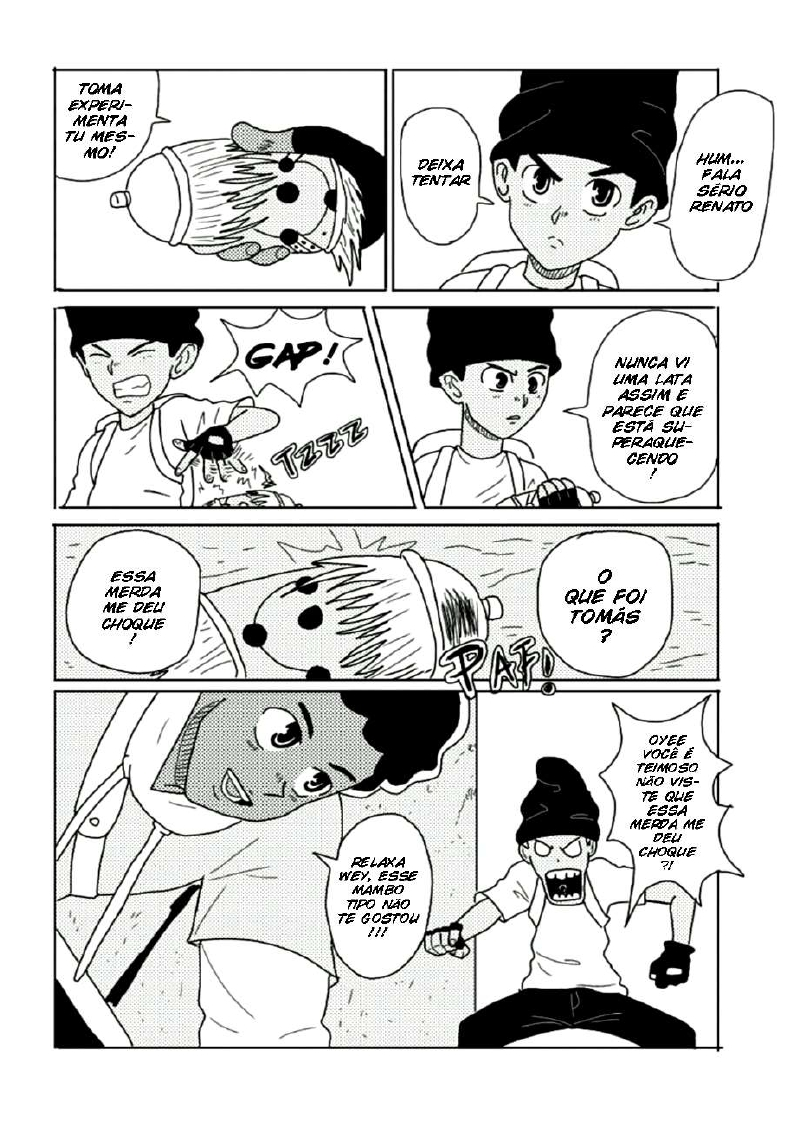 HUM...
FALA
SÉRIO
RENATO
DEIXA
TENTAR
TOMA
EXPERI-
MENTA
TU MES-
MO!
NUNCA VI
UMA LATA
ASSIM E
PARECE QUE
ESTÁ SU-
PERAQUE-
GENDO
!
GAP!
TZZZ
O
QUE FOI
TOMÁS
?
ESSA
MERDA
ME DEU
CHOQUE
!
PAF!
OYEE
VOCÊ É
TEIMOSO
NÃO VIS-
TE QUE
ESSA
MERDA ME
DEU
CHOQUE
?!
RELAXA
WEY, ESSE
MAMBO
TIPO NÃO
TE GOSTOU
!!!